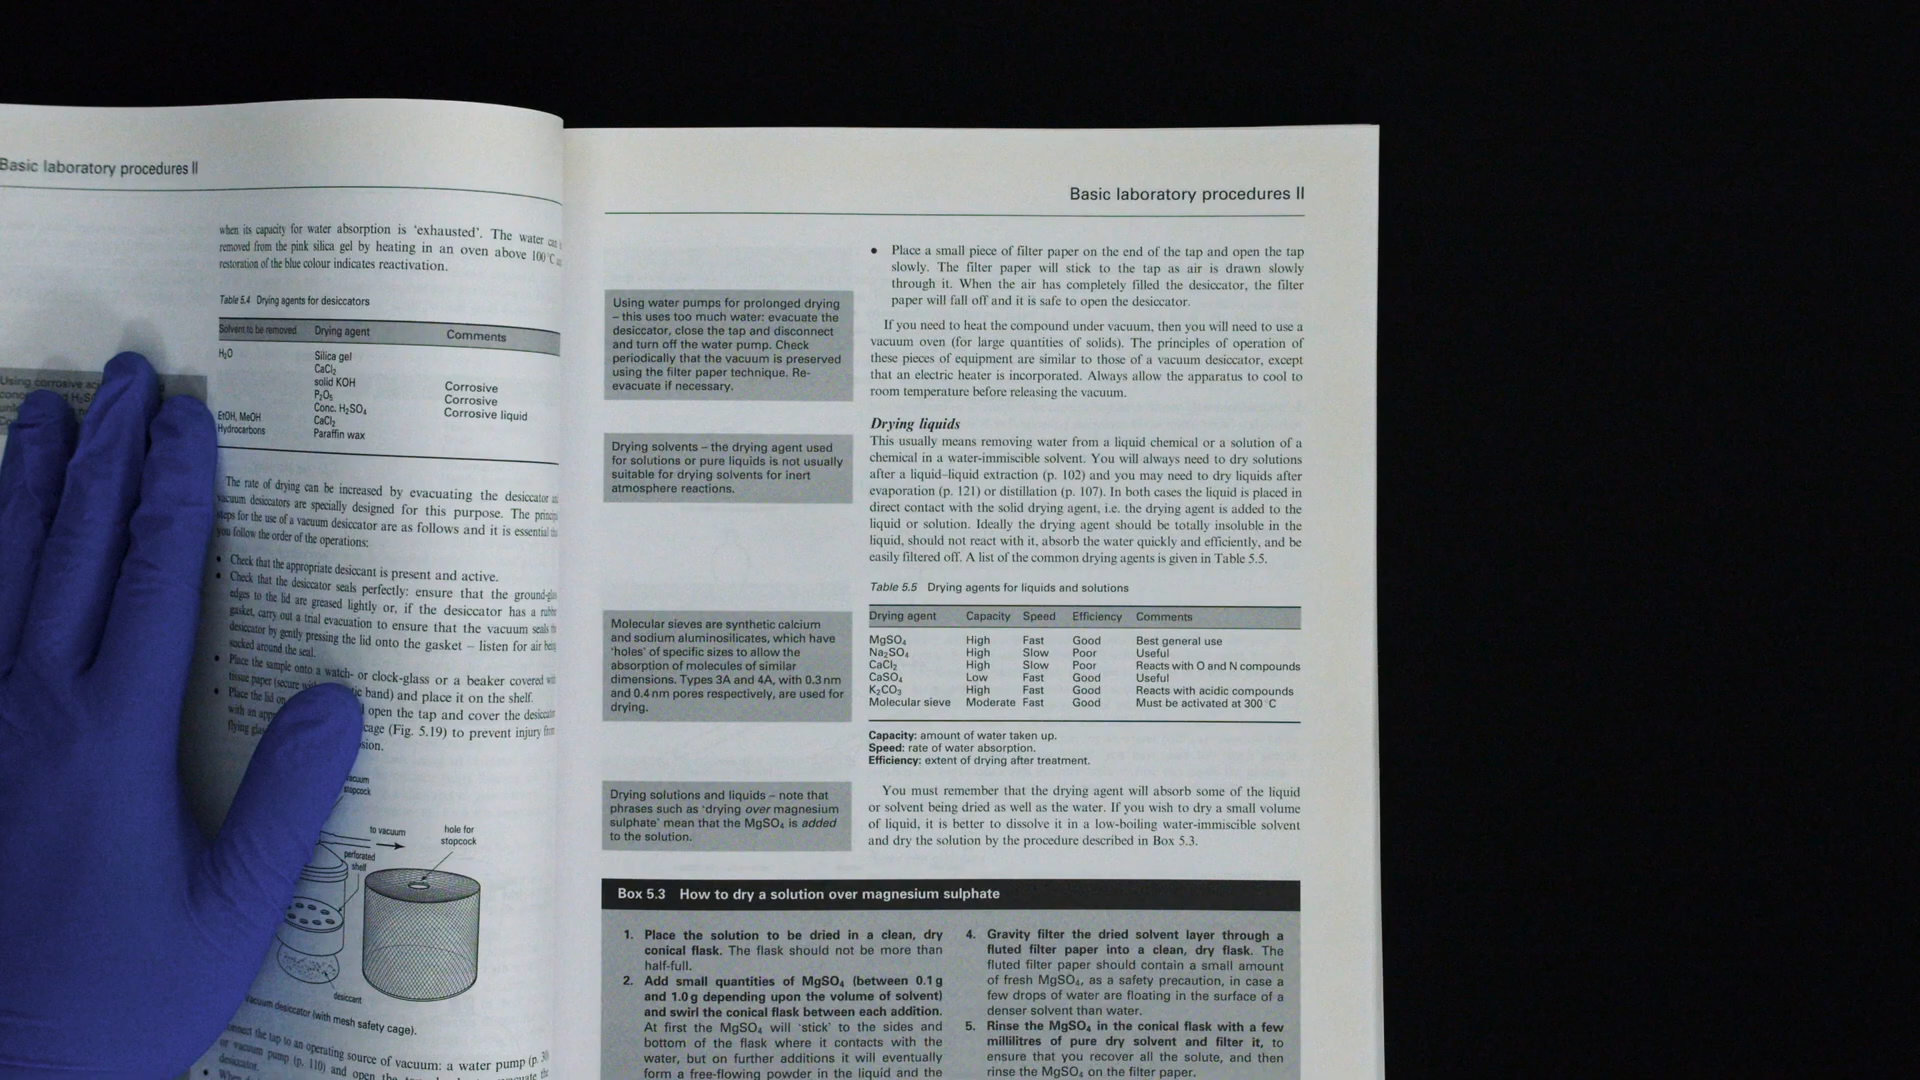 Basic laboratory procedures II
when its capacity for water absorption is 'exhausted'. The water can
removed from the pink silica gel by heating in an oven above 100°C
restoration of the blue colour indicates reactivation.
Table 5.4 Drying agents for desiccators
Solvent to be removed Drying agent Comments
H2O Silica gel
CaCl2
solid KOH Corrosive
P2O5 Corrosive
Conc. H2SO4 Corrosive liquid
EtOH, MeOH CaCl2
Hydrocarbons Paraffin wax
Using corrosive
The rate of drying can be increased by evacuating the desiccator
vacuum desiccators are specially designed for this purpose. The
steps for the use of a vacuum desiccator are as follows and it is essential
you follow the order of the operations:
• Check that the appropriate desiccant is present and active.
• Check that the desiccator seals perfectly: ensure that the ground-
edges to the lid are greased lightly or, if the desiccator has a
gasket, carry out a trial evacuation to ensure that the vacuum seals
desiccator by gently pressing the lid onto the gasket – listen for air
sucked around the seal.
• Place the sample onto a watch- or clock-glass or a beaker covered
tissue paper (secure band) and place it on the shelf.
• Place the lid on open the tap and cover the
with an cage (Fig. 5.19) to prevent injury
flying
vacuum
stopcock
to vacuum
hole for
stopcock
perforated
shelf
desiccant
Vacuum desiccator (with mesh safety cage).
the tap to an operating source of vacuum: a water pump (p.
or vacuum pump (p. 110) and open the
desiccator.
Basic laboratory procedures II
• Place a small piece of filter paper on the end of the tap and open the tap
slowly. The filter paper will stick to the tap as air is drawn slowly
through it. When the air has completely filled the desiccator, the filter
paper will fall off and it is safe to open the desiccator.
Using water pumps for prolonged drying
– this uses too much water: evacuate the
desiccator, close the tap and disconnect
and turn off the water pump. Check
periodically that the vacuum is preserved
using the filter paper technique. Re-
evacuate if necessary.
If you need to heat the compound under vacuum, then you will need to use a
vacuum oven (for large quantities of solids). The principles of operation of
these pieces of equipment are similar to those of a vacuum desiccator, except
that an electric heater is incorporated. Always allow the apparatus to cool to
room temperature before releasing the vacuum.
Drying liquids
This usually means removing water from a liquid chemical or a solution of a
chemical in a water-immiscible solvent. You will always need to dry solutions
after a liquid–liquid extraction (p. 102) and you may need to dry liquids after
evaporation (p. 121) or distillation (p. 107). In both cases the liquid is placed in
direct contact with the solid drying agent, i.e. the drying agent is added to the
liquid or solution. Ideally the drying agent should be totally insoluble in the
liquid, should not react with it, absorb the water quickly and efficiently, and be
easily filtered off. A list of the common drying agents is given in Table 5.5.
Drying solvents – the drying agent used
for solutions or pure liquids is not usually
suitable for drying solvents for inert
atmosphere reactions.
Table 5.5 Drying agents for liquids and solutions
Drying agent Capacity Speed Efficiency Comments
MgSO4 High Fast Good Best general use
Na2SO4 High Slow Poor Useful
CaCl2 High Slow Poor Reacts with O and N compounds
CaSO4 Low Fast Good Useful
K2CO3 High Fast Good Reacts with acidic compounds
Molecular sieve Moderate Fast Good Must be activated at 300°C
Capacity: amount of water taken up.
Speed: rate of water absorption.
Efficiency: extent of drying after treatment.
Molecular sieves are synthetic calcium
and sodium aluminosilicates, which have
'holes' of specific sizes to allow the
absorption of molecules of similar
dimensions. Types 3A and 4A, with 0.3 nm
and 0.4 nm pores respectively, are used for
drying.
You must remember that the drying agent will absorb some of the liquid
or solvent being dried as well as the water. If you wish to dry a small volume
of liquid, it is better to dissolve it in a low-boiling water-immiscible solvent
and dry the solution by the procedure described in Box 5.3.
Drying solutions and liquids – note that
phrases such as 'drying over magnesium
sulphate' mean that the MgSO4 is added
to the solution.
Box 5.3 How to dry a solution over magnesium sulphate
1. Place the solution to be dried in a clean, dry
conical flask. The flask should not be more than
half-full.
2. Add small quantities of MgSO4 (between 0.1 g
and 1.0 g depending upon the volume of solvent)
and swirl the conical flask between each addition.
At first the MgSO4 will 'stick' to the sides and
bottom of the flask where it contacts with the
water, but on further additions it will eventually
form a free-flowing powder in the liquid and the
4. Gravity filter the dried solvent layer through a
fluted filter paper into a clean, dry flask. The
fluted filter paper should contain a small amount
of fresh MgSO4, as a safety precaution, in case a
few drops of water are floating in the surface of a
denser solvent than water.
5. Rinse the MgSO4 in the conical flask with a few
millilitres of pure dry solvent and filter it, to
ensure that you recover all the solute, and then
rinse the MgSO4 on the filter paper.